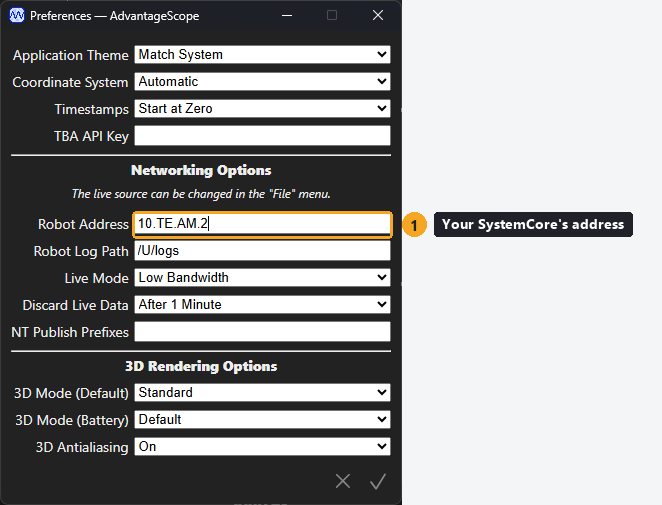 Preferences — AdvantageScope
Application Theme Match System
Coordinate System Automatic
Timestamps Start at Zero
TBA API Key
Networking Options
The live source can be changed in the "File" menu.
Robot Address 10.TE.AM.2 1 Your SystemCore's address
Robot Log Path /U/logs
Live Mode Low Bandwidth
Discard Live Data After 1 Minute
NT Publish Prefixes
3D Rendering Options
3D Mode (Default) Standard
3D Mode (Battery) Default
3D Antialiasing On